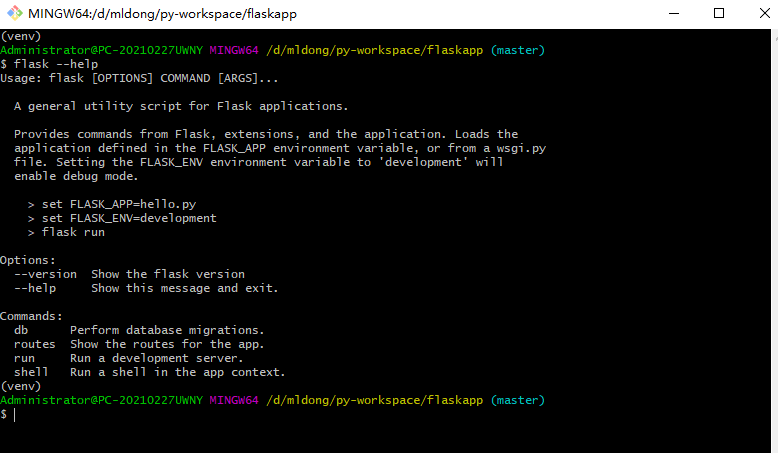 MINGW64:/d/mldong/py-workspace/flaskapp
(venv)
Administrator@PC-20210227UWNY MINGW64 /d/mldong/py-workspace/flaskapp (master)
$ flask --help
Usage: flask [OPTIONS] COMMAND [ARGS]...
A general utility script for Flask applications.
Provides commands from Flask, extensions, and the application. Loads the
application defined in the FLASK_APP environment variable, or from a wsgi.py
file. Setting the FLASK_ENV environment variable to 'development' will
enable debug mode.
> set FLASK_APP=hello.py
> set FLASK_ENV=development
> flask run
Options:
--version  Show the flask version
--help     Show this message and exit.
Commands:
db      Perform database migrations.
routes  Show the routes for the app.
run     Run a development server.
shell   Run a shell in the app context.
(venv)
Administrator@PC-20210227UWNY MINGW64 /d/mldong/py-workspace/flaskapp (master)
$